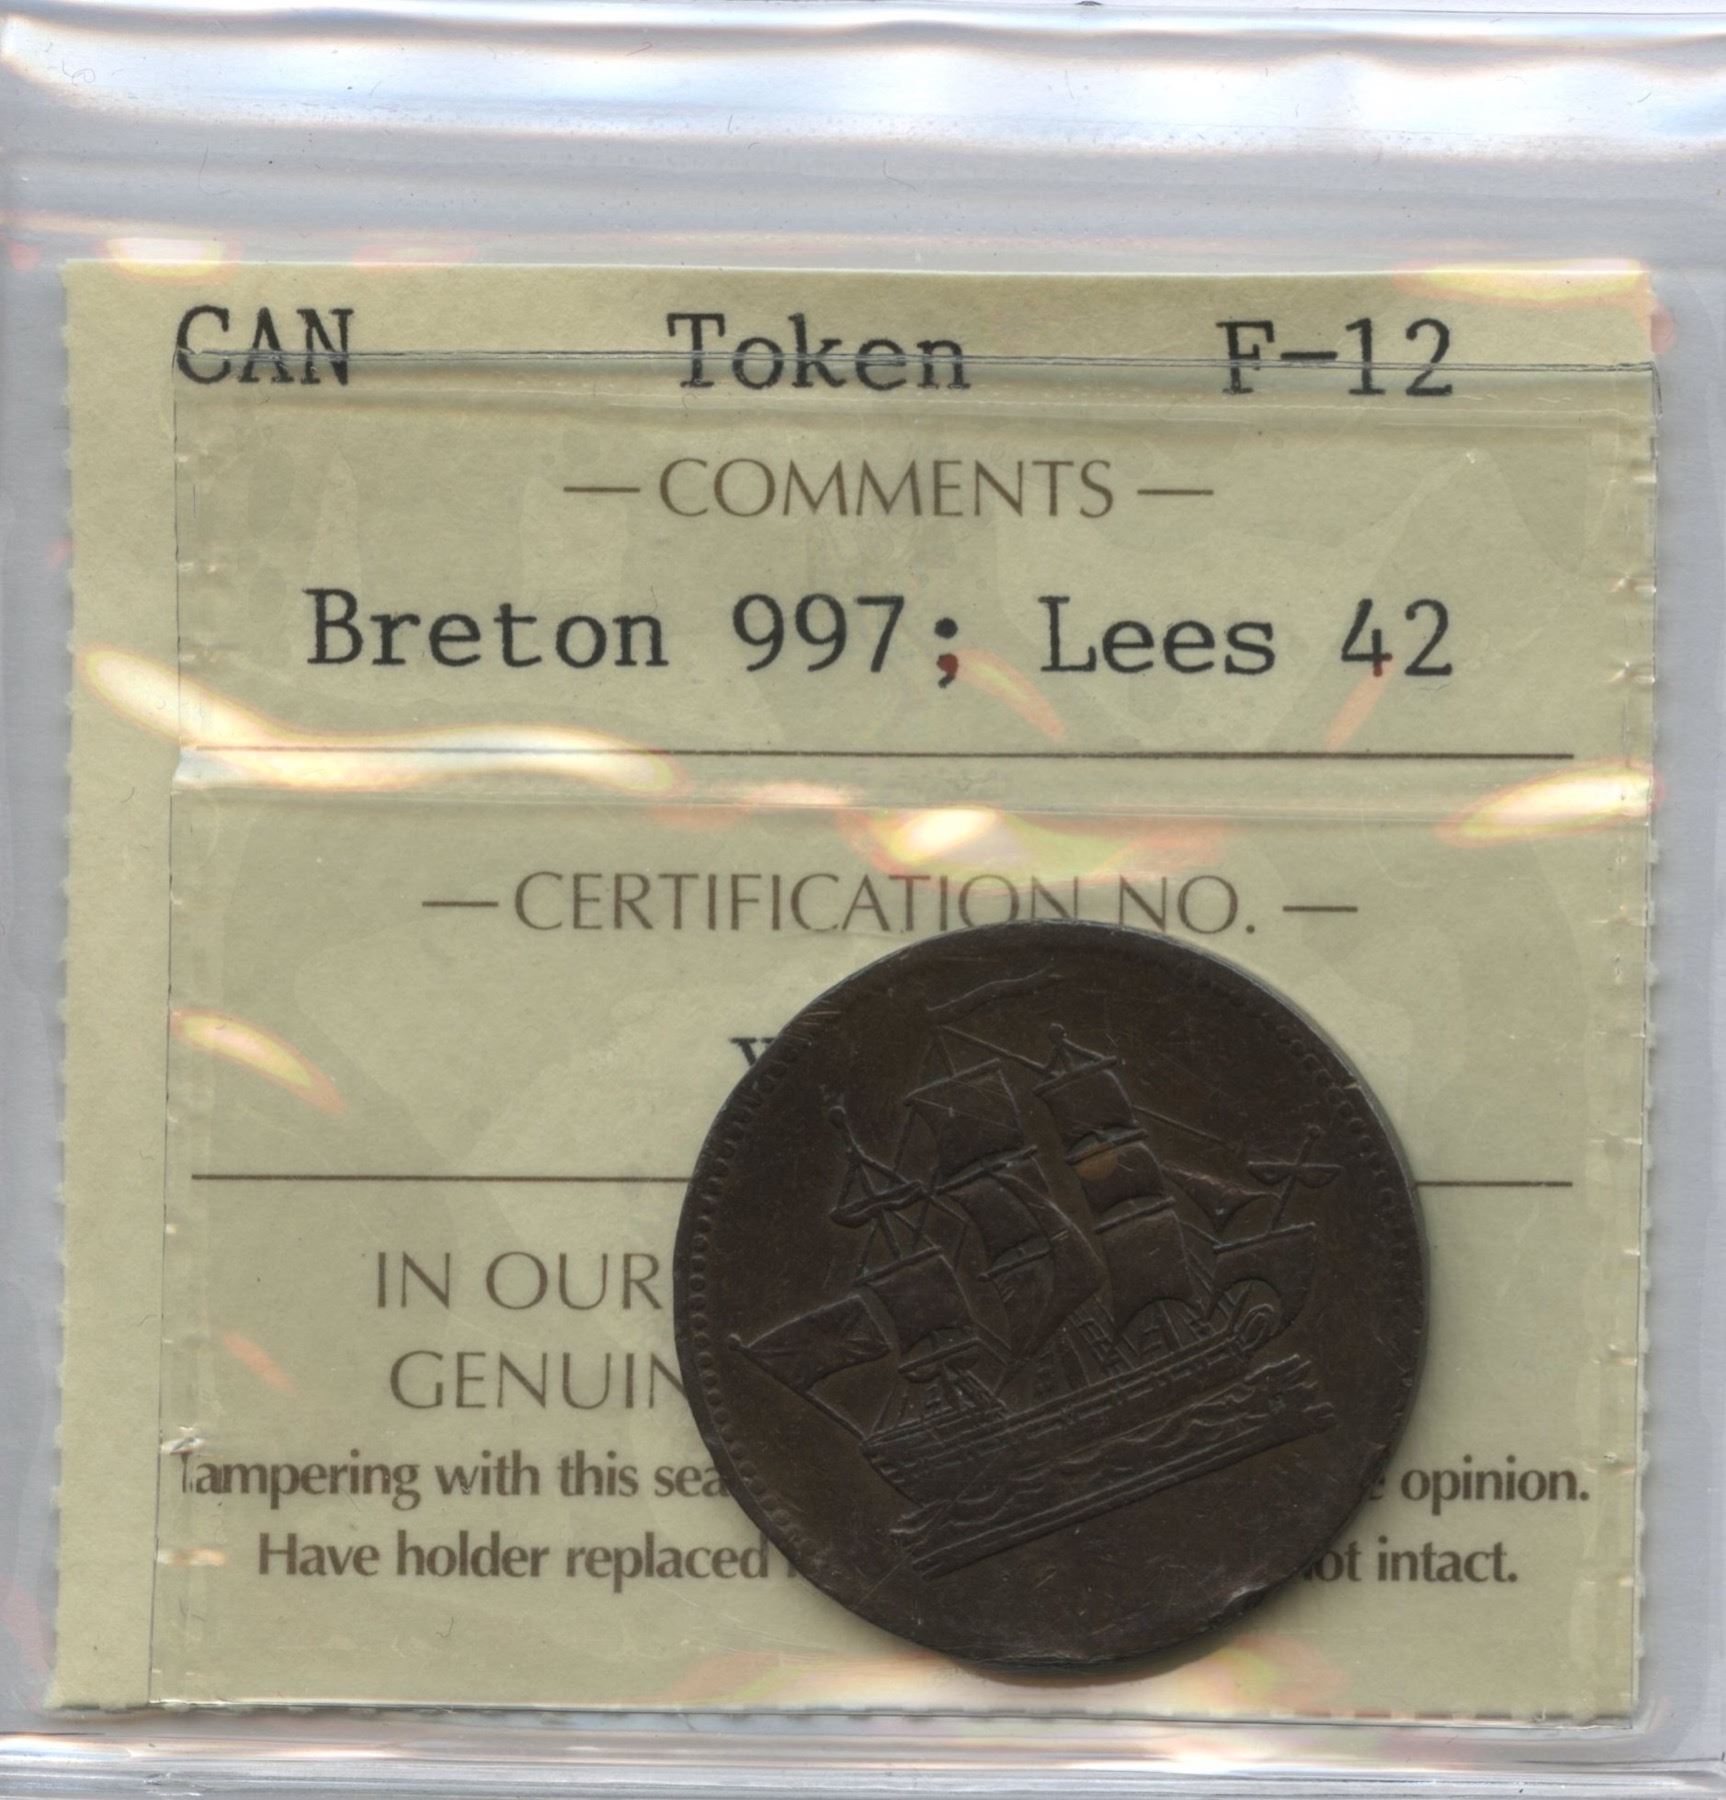 CAN Token F-12
— COMMENTS —
Breton 997; Lees 42
— CERTIFICATION NO. —
IN OUR
GENUIN
Tampering with this sea opinion.
Have holder replaced ot intact.